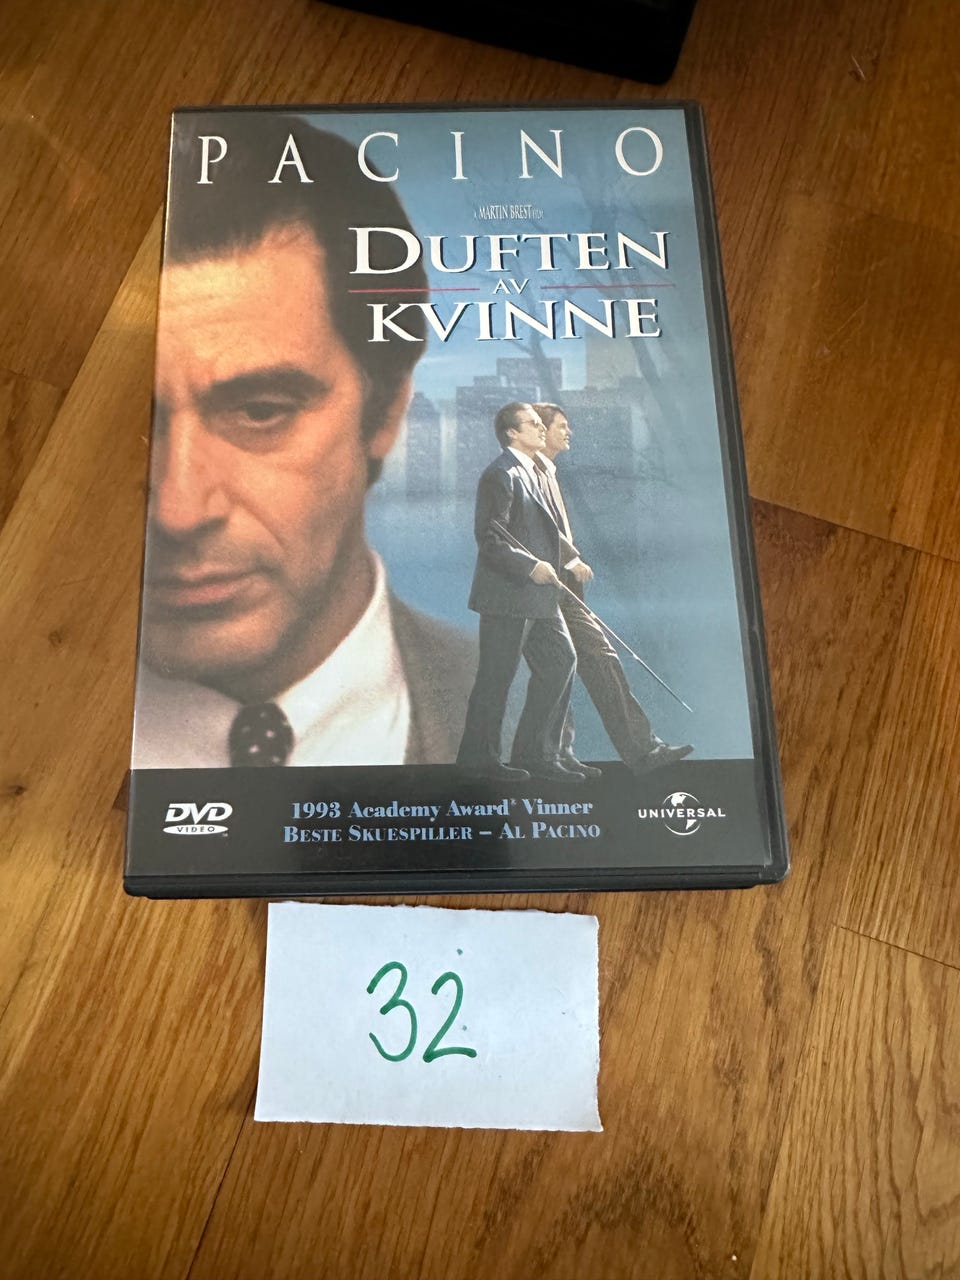 PACINO
A MARTIN BREST FILM
DUFTEN
AV
KVINNE
DVD
VIDEO
1993 Academy Award® Vinner
BESTE SKUESPILLER – AL PACINO
UNIVERSAL
32